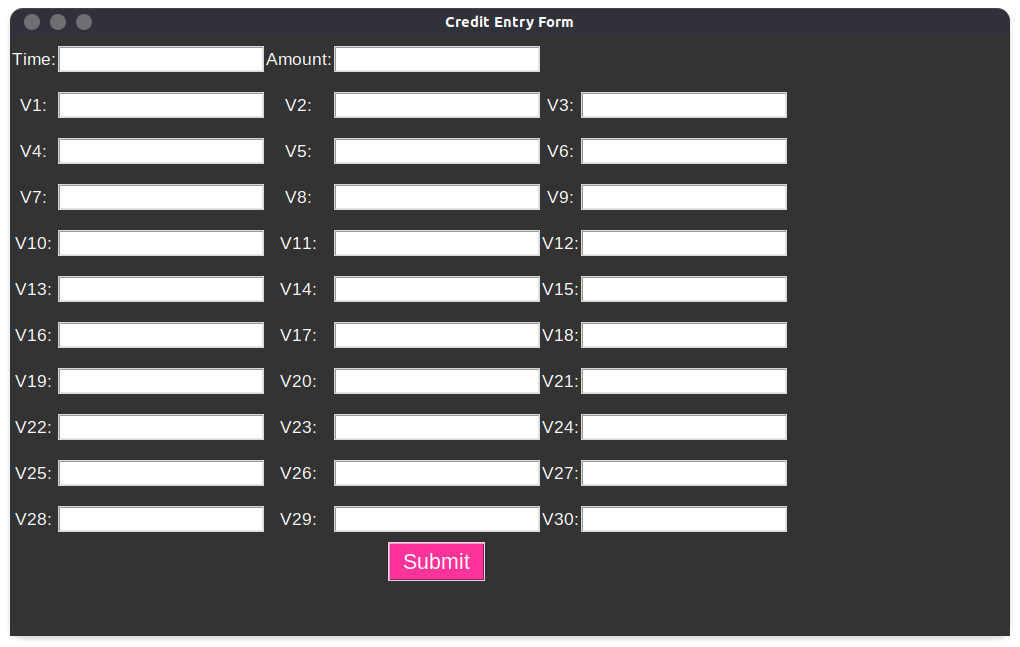 Credit Entry Form
Time: Amount:
V1: V2: V3:
V4: V5: V6:
V7: V8: V9:
V10: V11: V12:
V13: V14: V15:
V16: V17: V18:
V19: V20: V21:
V22: V23: V24:
V25: V26: V27:
V28: V29: V30:
Submit